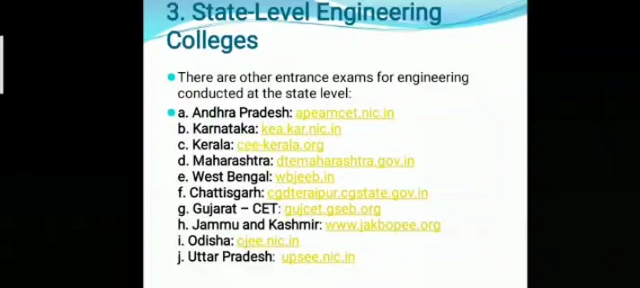 3. State-Level Engineering
Colleges
There are other entrance exams for engineering
conducted at the state level:
a. Andhra Pradesh: apeamcet.nic.in
b. Karnataka: kea.kar.nic.in
c. Kerala: cee-kerala.org
d. Maharashtra: dtemaharashtra.gov.in
e. West Bengal: wbjeeb.in
f. Chattisgarh: cgdteraipur.cgstate.gov.in
g. Gujarat – CET: gujcet.gseb.org
h. Jammu and Kashmir: www.jakbopee.org
i. Odisha: ojee.nic.in
j. Uttar Pradesh: upsee.nic.in